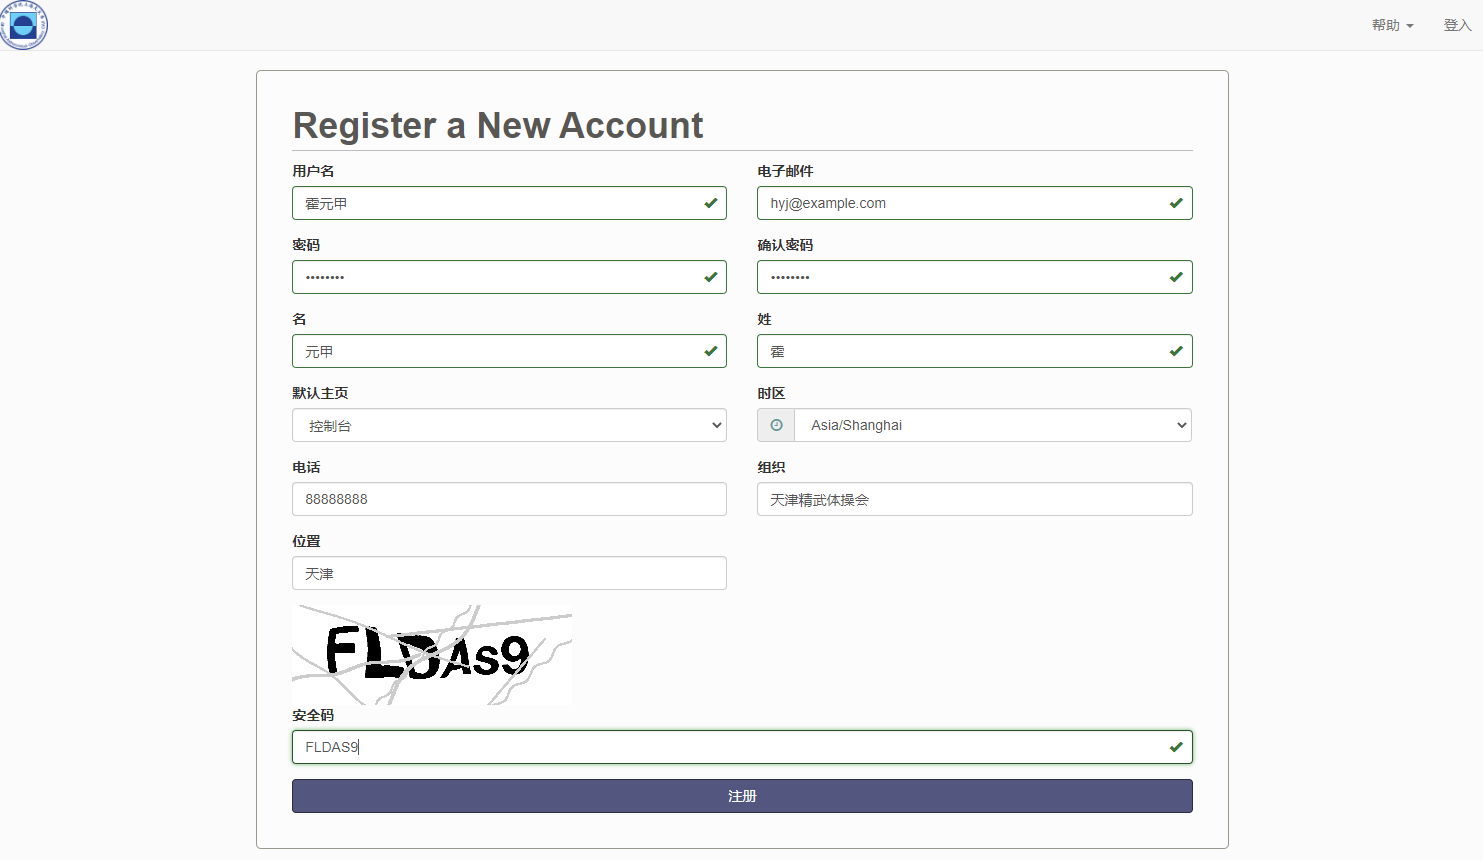 帮助 登入
Register a New Account
用户名 电子邮件
霍元甲 hyj@example.com
密码 确认密码
•••••••• ••••••••
名 姓
元甲 霍
默认主页 时区
控制台 Asia/Shanghai
电话 组织
88888888 天津精武体操会
位置
天津
FLDAs9
安全码
FLDAS9
注册